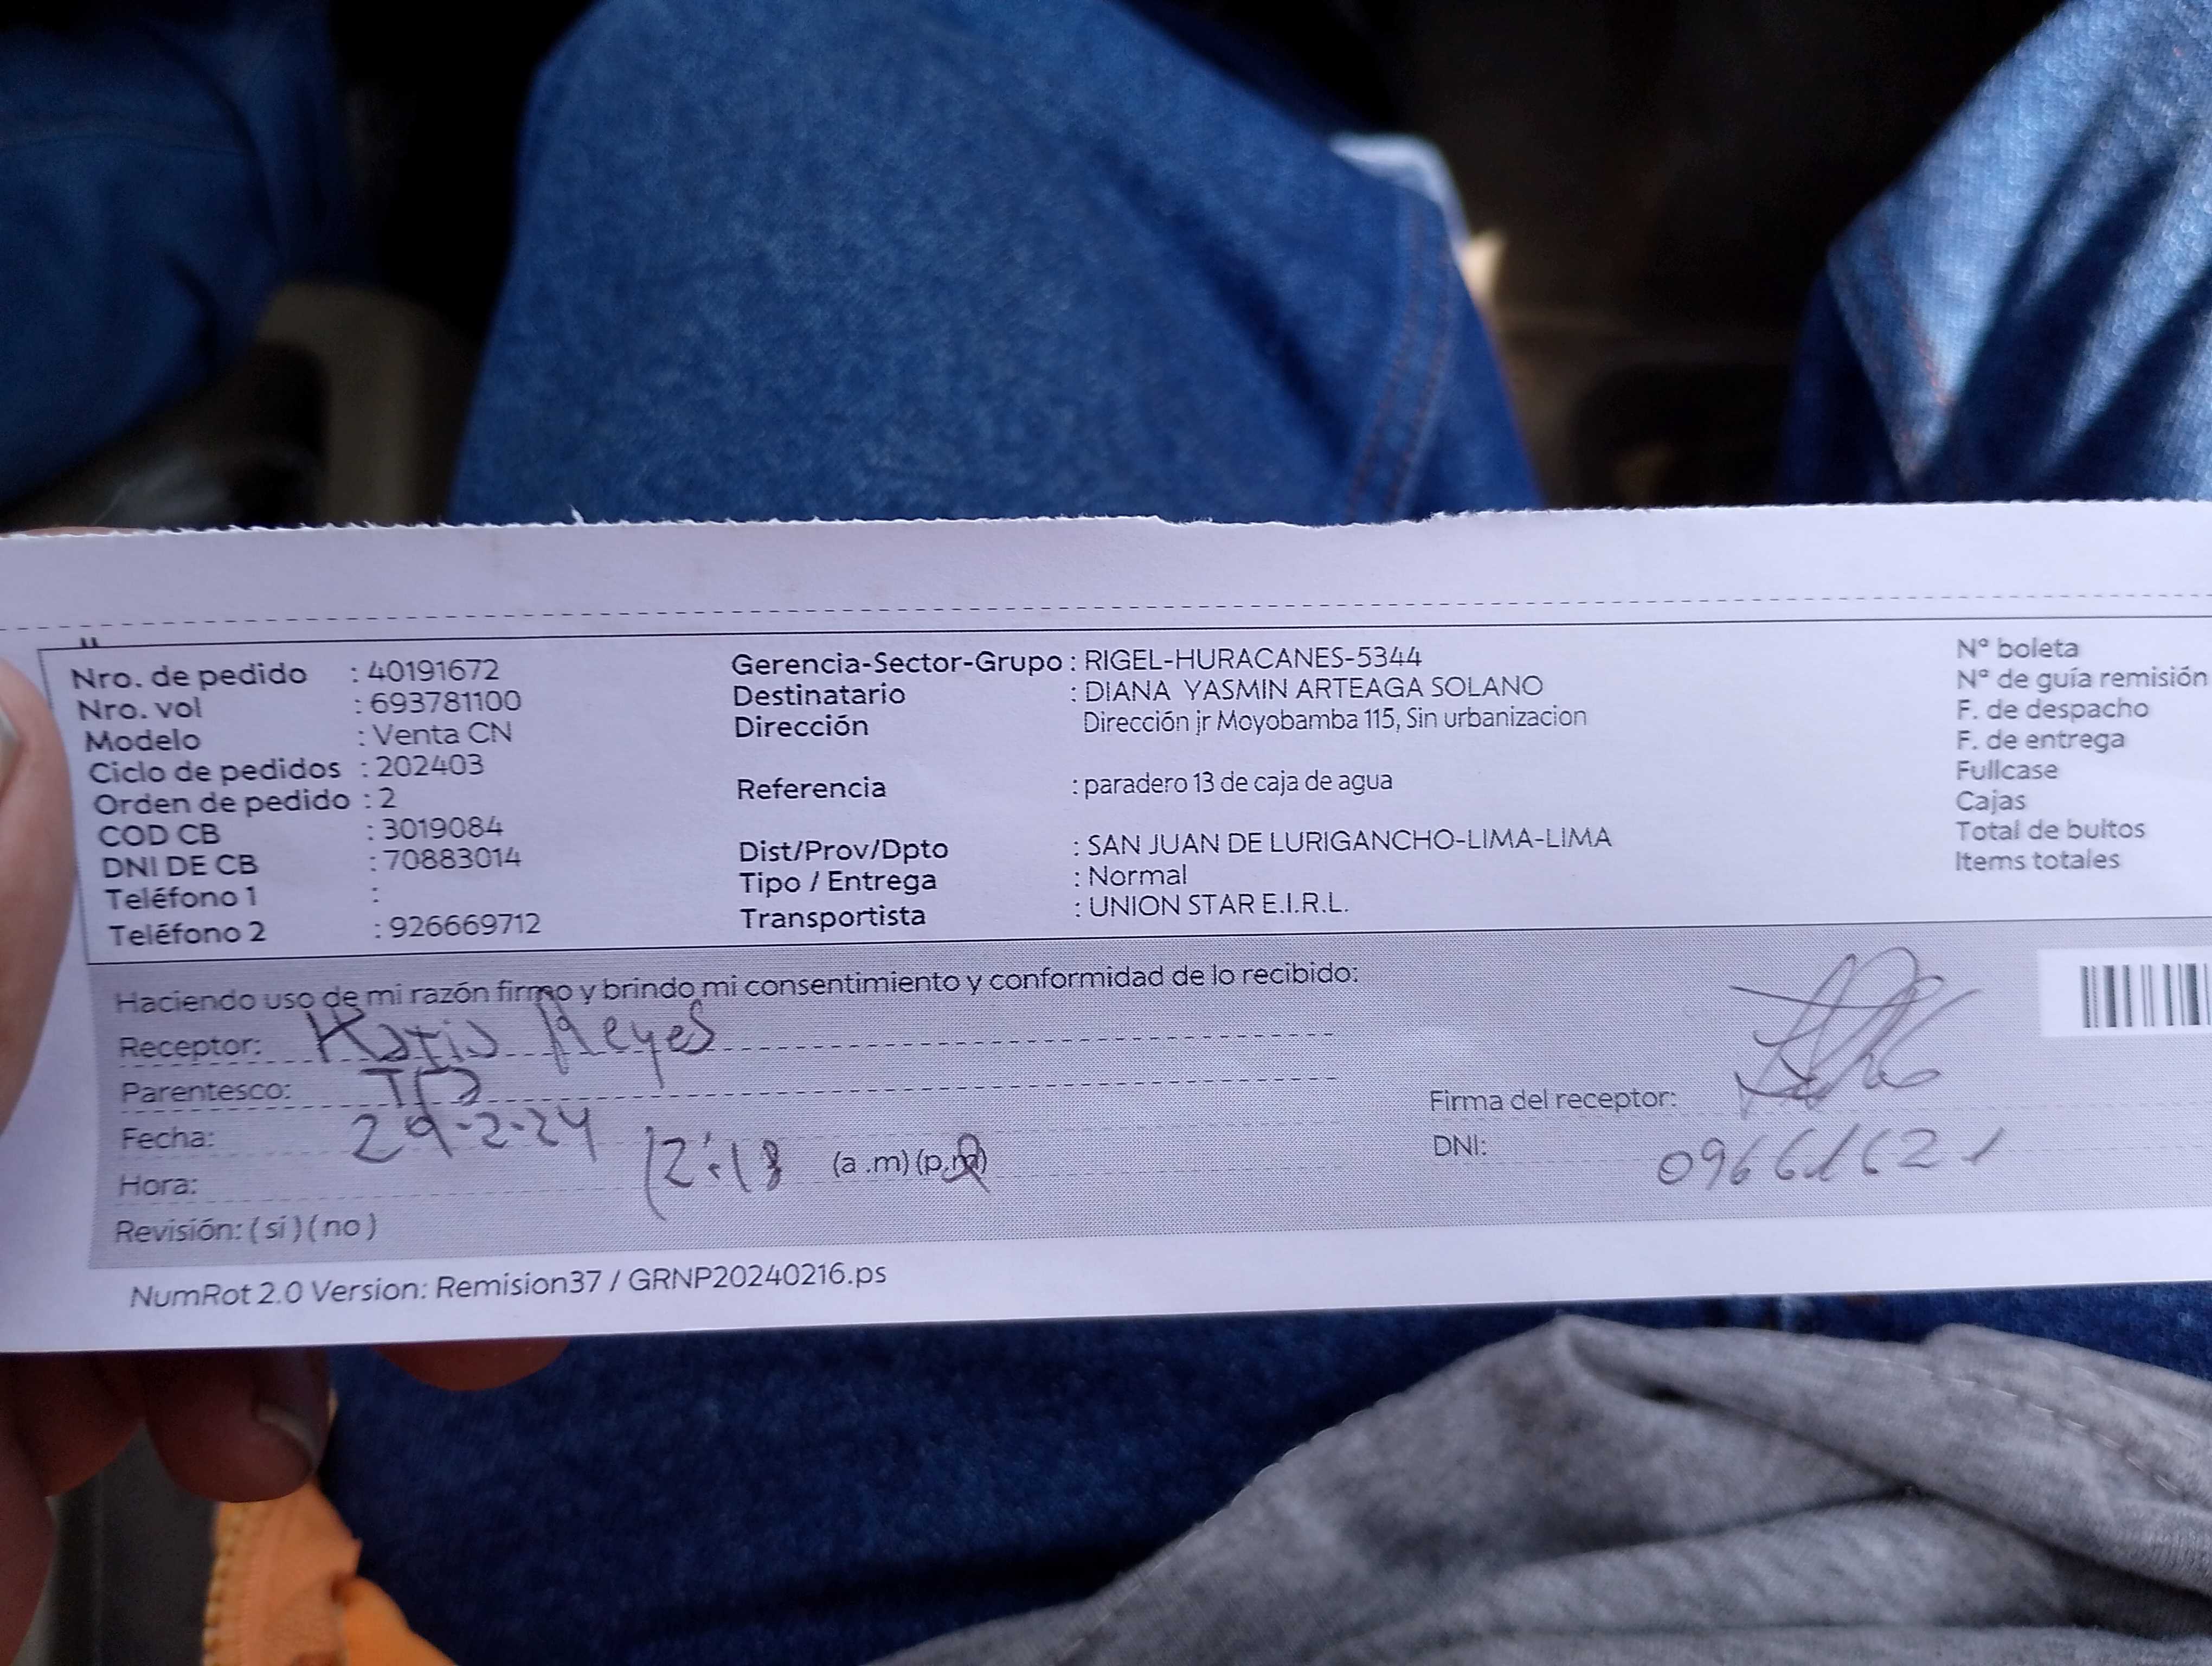 Nro. de pedido : 40191672
Nro. vol : 693781100
Modelo : Venta CN
Ciclo de pedidos : 202403
Orden de pedido : 2
COD CB : 3019084
DNI DE CB : 70883014
Teléfono 1 :
Teléfono 2 : 926669712
Gerencia-Sector-Grupo : RIGEL-HURACANES-5344
Destinatario : DIANA YASMIN ARTEAGA SOLANO
Dirección Dirección jr Moyobamba 115, Sin urbanizacion
Referencia : paradero 13 de caja de agua
Dist/Prov/Dpto : SAN JUAN DE LURIGANCHO-LIMA-LIMA
Tipo / Entrega : Normal
Transportista : UNION STAR E.I.R.L.
Nº boleta
Nº de guía remisión
F. de despacho
F. de entrega
Fullcase
Cajas
Total de bultos
Items totales
Haciendo uso de mi razón firmo y brindo mi consentimiento y conformidad de lo recibido:
Receptor: Reyes
Parentesco:
Fecha: 29-2-24
Hora: 12:18 (a .m) (p.m)
Revisión: ( sí ) ( no )
Firma del receptor:
DNI: 09661621
NumRot 2.0 Version: Remision37 / GRNP20240216.ps